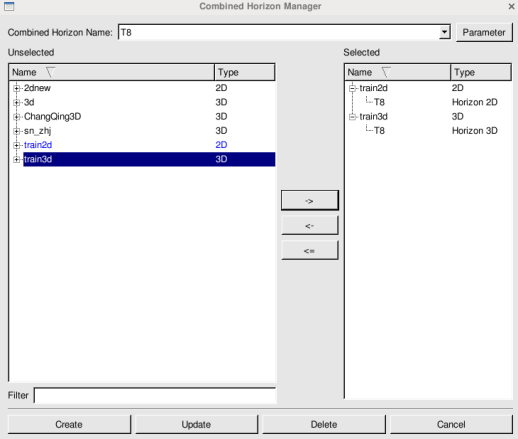 Combined Horizon Manager
Combined Horizon Name: T8 Parameter
Unselected
Name Type
2dnew 2D
3d 3D
ChangQing3D 3D
sn_zhj 3D
train2d 2D
train3d 3D
Filter
->
<-
<=
Selected
Name Type
train2d 2D
T8 Horizon 2D
train3d 3D
T8 Horizon 3D
Create Update Delete Cancel